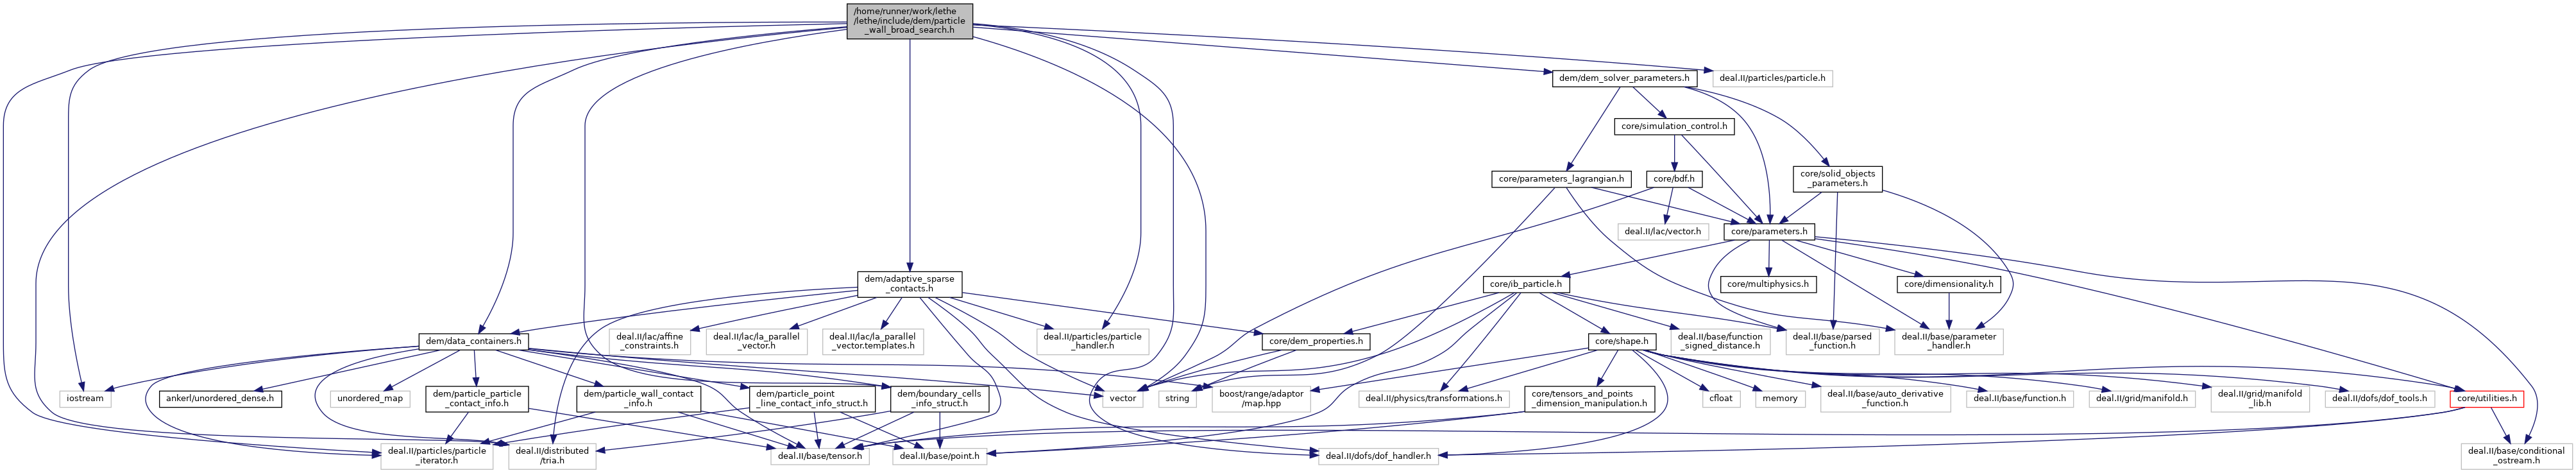 /home/runner/work/lethe
/lethe/include/dem/particle
_wall_broad_search.h
dem/dem_solver_parameters.h
deal.II/particles/particle.h
core/simulation_control.h
core/parameters_lagrangian.h
core/bdf.h
core/solid_objects
_parameters.h
deal.II/lac/vector.h
core/parameters.h
dem/adaptive_sparse
_contacts.h
core/ib_particle.h
core/multiphysics.h
core/dimensionality.h
dem/data_containers.h
deal.II/lac/affine
_constraints.h
deal.II/lac/la_parallel
_vector.h
deal.II/lac/la_parallel
_vector.templates.h
deal.II/particles/particle
_handler.h
core/dem_properties.h
core/shape.h
deal.II/base/function
_signed_distance.h
deal.II/base/parsed
_function.h
deal.II/base/parameter
_handler.h
iostream
ankerl/unordered_dense.h
unordered_map
dem/particle_particle
_contact_info.h
dem/particle_wall_contact
_info.h
dem/particle_point
_line_contact_info_struct.h
dem/boundary_cells
_info_struct.h
vector
string
boost/range/adaptor
/map.hpp
deal.II/physics/transformations.h
core/tensors_and_points
_dimension_manipulation.h
cfloat
memory
deal.II/base/auto_derivative
_function.h
deal.II/base/function.h
deal.II/grid/manifold.h
deal.II/grid/manifold
_lib.h
deal.II/dofs/dof_tools.h
core/utilities.h
deal.II/particles/particle
_iterator.h
deal.II/distributed
/tria.h
deal.II/base/tensor.h
deal.II/base/point.h
deal.II/dofs/dof_handler.h
deal.II/base/conditional
_ostream.h